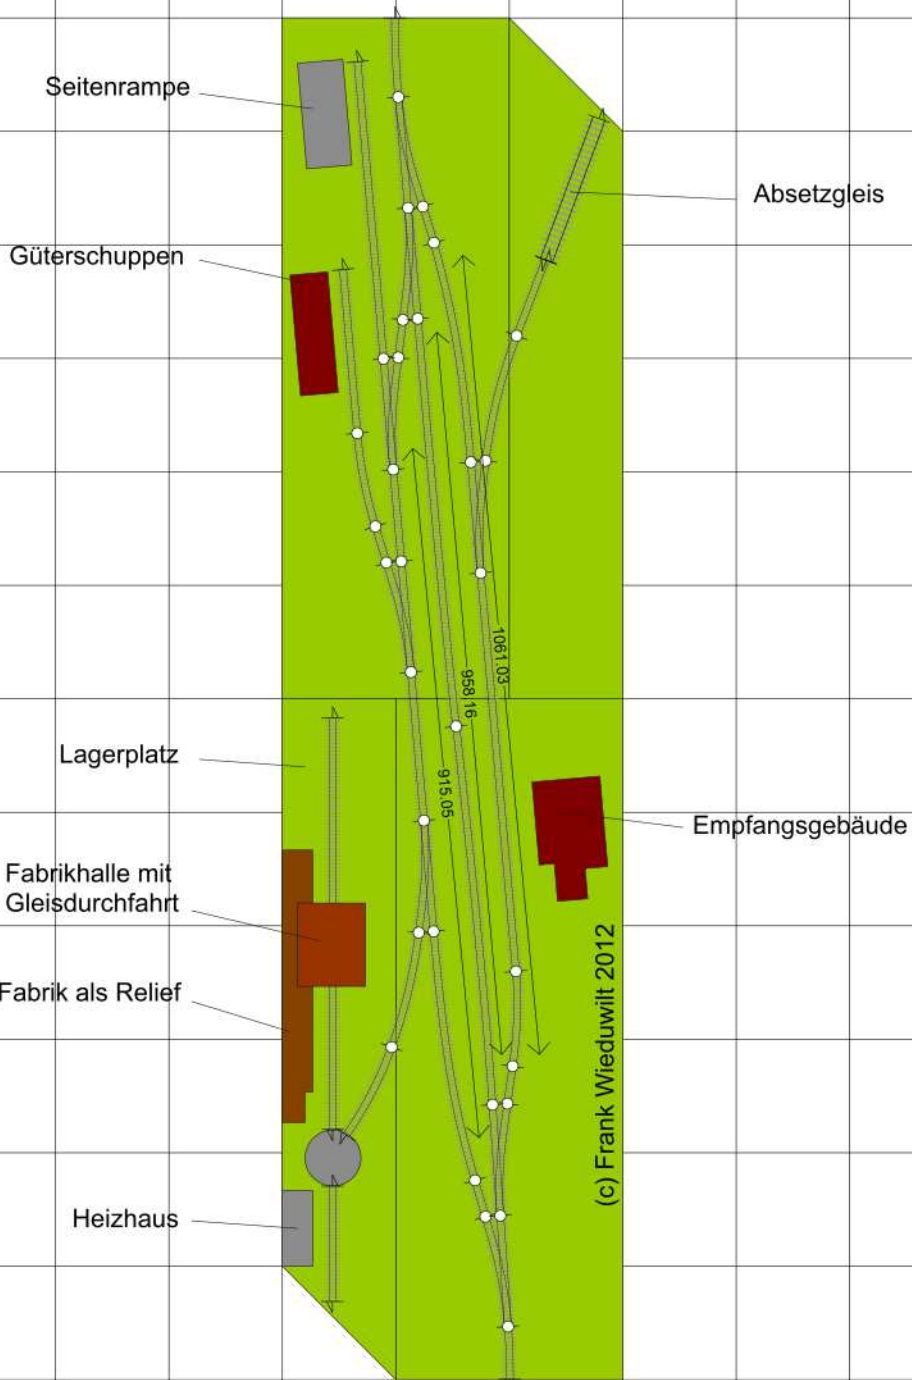 Seitenrampe
Absetzgleis
Güterschuppen
1061.03
958.16
915.05
Lagerplatz
Empfangsgebäude
Fabrikhalle mit
Gleisdurchfahrt
Fabrik als Relief
(c) Frank Wieduwilt 2012
Heizhaus